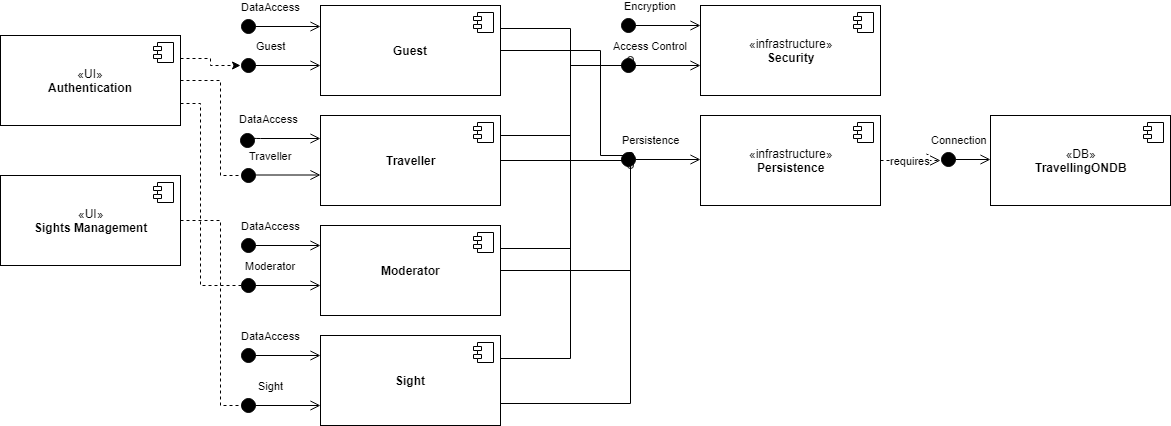 «UI»
Authentication
«UI»
Sights Management
DataAccess
Guest
Guest
DataAccess
Traveller
Traveller
DataAccess
Moderator
Moderator
DataAccess
Sight
Sight
Encryption
Access Control
«infrastructure»
Security
Persistence
«infrastructure»
Persistence
requires
Connection
«DB»
TravellingONDB